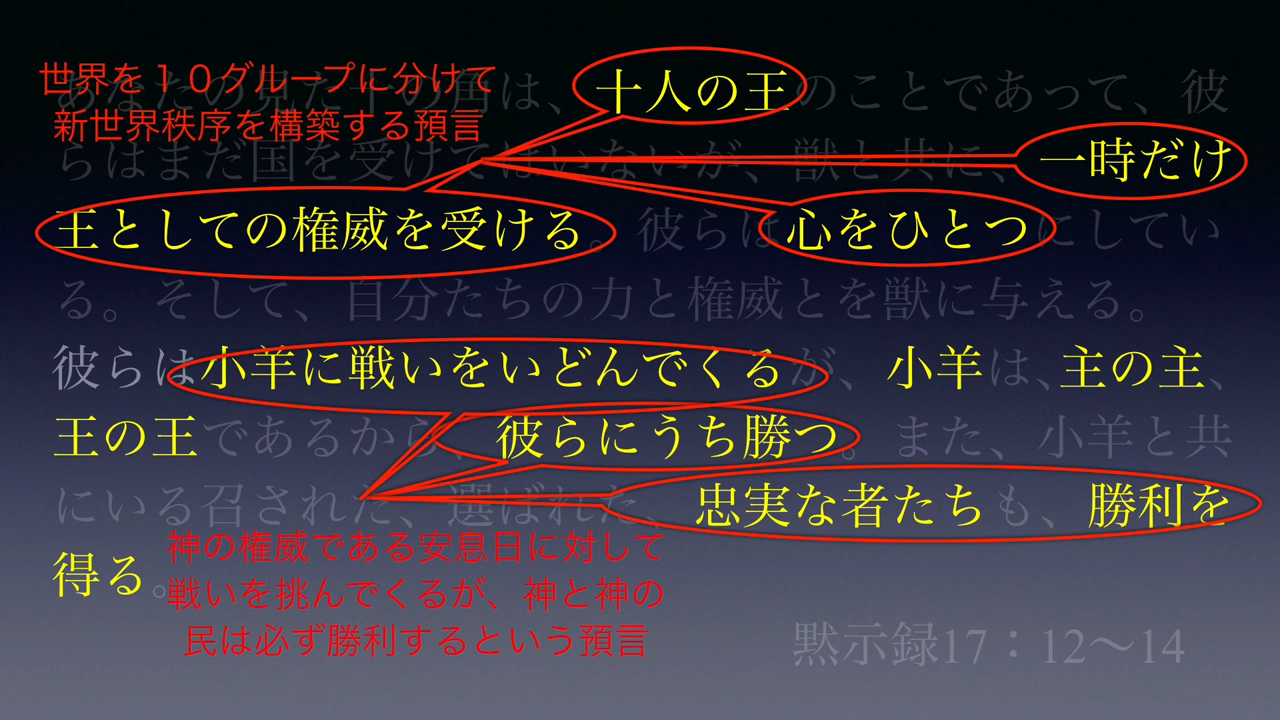 世界を１０グループに分けて
新世界秩序を構築する預言
あなたの見た十の角は、十人の王のことであって、彼
らはまだ国を受けてはいないが、獣と共に、一時だけ
王としての権威を受ける。彼らは心をひとつにしてい
る。そして、自分たちの力と権威とを獣に与える。
彼らは小羊に戦いをいどんでくるが、小羊は、主の主、
王の王であるから、彼らにうち勝つ。また、小羊と共
にいる召された、選ばれた、忠実な者たちも、勝利を
得る。
神の権威である安息日に対して
戦いを挑んでくるが、神と神の
民は必ず勝利するという預言
黙示録17：12〜14